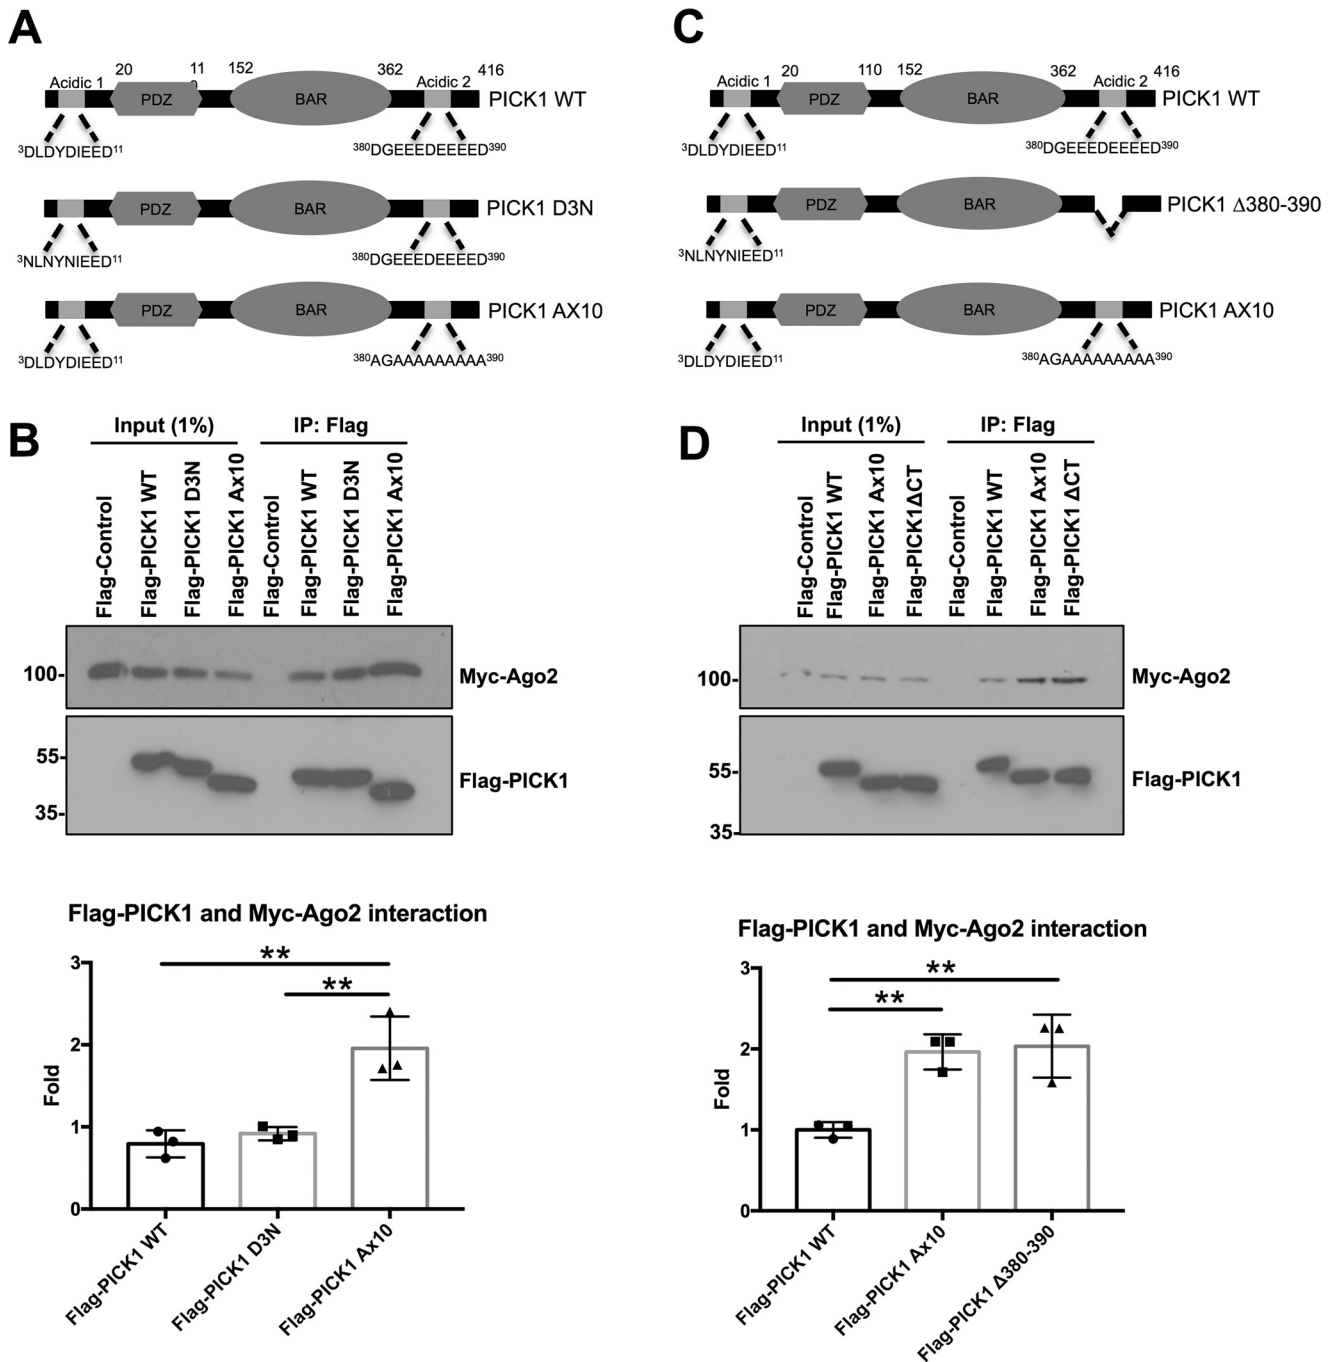 A
Acidic 1
20
11
0
152
362
Acidic 2
416
PDZ
BAR
PICK1 WT
³DLDYDIEED¹¹
³⁸⁰DGEEEDEEEED³⁹⁰
PDZ
BAR
PICK1 D3N
³NLNYNIEED¹¹
³⁸⁰DGEEEDEEEED³⁹⁰
PDZ
BAR
PICK1 AX10
³DLDYDIEED¹¹
³⁸⁰AGAAAAAAAAA³⁹⁰
C
Acidic 1
20
110
152
362
Acidic 2
416
PDZ
BAR
PICK1 WT
³DLDYDIEED¹¹
³⁸⁰DGEEEDEEEED³⁹⁰
PDZ
BAR
PICK1 Δ380-390
³NLNYNIEED¹¹
PDZ
BAR
PICK1 AX10
³DLDYDIEED¹¹
³⁸⁰AGAAAAAAAAA³⁹⁰
B
Input (1%)
IP: Flag
Flag-Control
Flag-PICK1 WT
Flag-PICK1 D3N
Flag-PICK1 Ax10
Flag-Control
Flag-PICK1 WT
Flag-PICK1 D3N
Flag-PICK1 Ax10
100
Myc-Ago2
55
35
Flag-PICK1
Flag-PICK1 and Myc-Ago2 interaction
**
**
3
2
1
0
Fold
Flag-PICK1 WT
Flag-PICK1 D3N
Flag-PICK1 Ax10
D
Input (1%)
IP: Flag
Flag-Control
Flag-PICK1 WT
Flag-PICK1 Ax10
Flag-PICK1ΔCT
Flag-Control
Flag-PICK1 WT
Flag-PICK1 Ax10
Flag-PICK1 ΔCT
100
Myc-Ago2
55
35
Flag-PICK1
Flag-PICK1 and Myc-Ago2 interaction
**
**
3
2
1
0
Fold
Flag-PICK1 WT
Flag-PICK1 Ax10
Flag-PICK1 Δ380-390